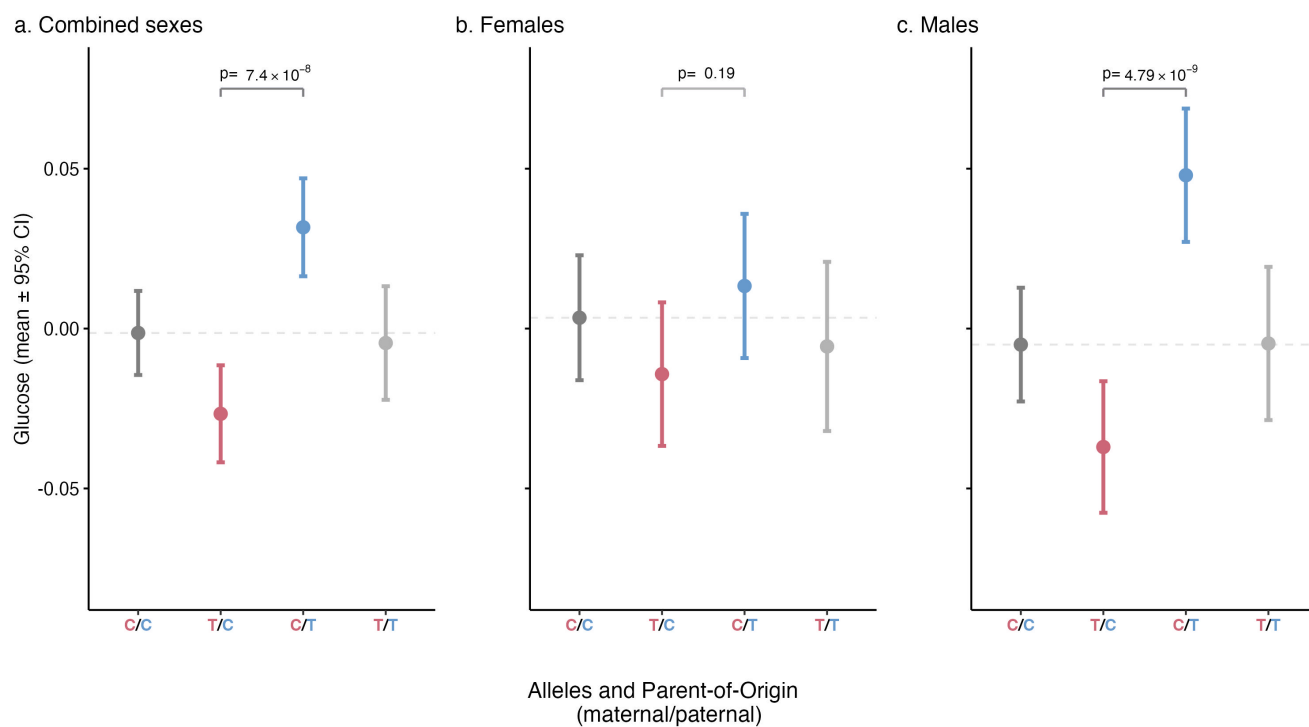 a. Combined sexes
b. Females
c. Males
p= 7.4 × 10⁻⁸
p= 0.19
p= 4.79 × 10⁻⁹
Glucose (mean ± 95% CI)
0.05
0.00
-0.05
C/C T/C C/T T/T
C/C T/C C/T T/T
C/C T/C C/T T/T
Alleles and Parent-of-Origin
(maternal/paternal)